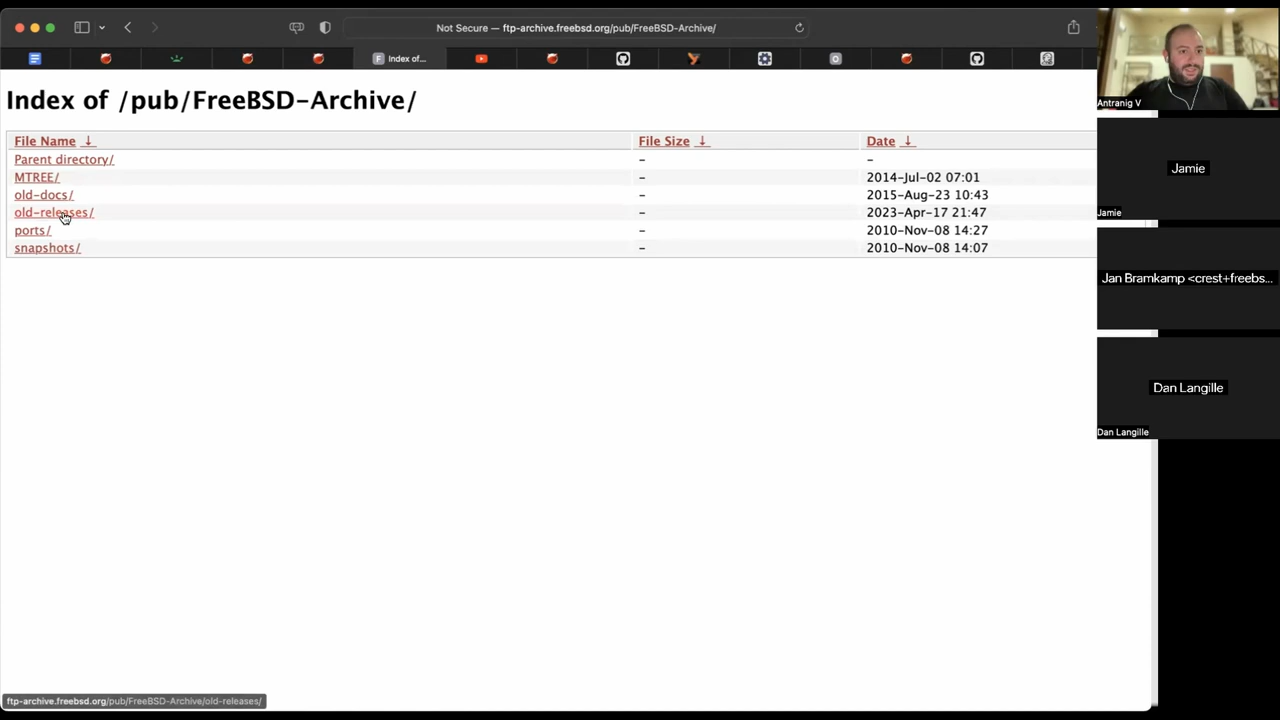 Not Secure — ftp-archive.freebsd.org/pub/FreeBSD-Archive/
F Index of...
Index of /pub/FreeBSD-Archive/
File Name ↓ File Size ↓ Date ↓
Parent directory/ - -
MTREE/ - 2014-Jul-02 07:01
old-docs/ - 2015-Aug-23 10:43
old-releases/ - 2023-Apr-17 21:47
ports/ - 2010-Nov-08 14:27
snapshots/ - 2010-Nov-08 14:07
ftp-archive.freebsd.org/pub/FreeBSD-Archive/old-releases/
Antranig V
Jamie
Jamie
Jan Bramkamp <crest+freebs...
Dan Langille
Dan Langille